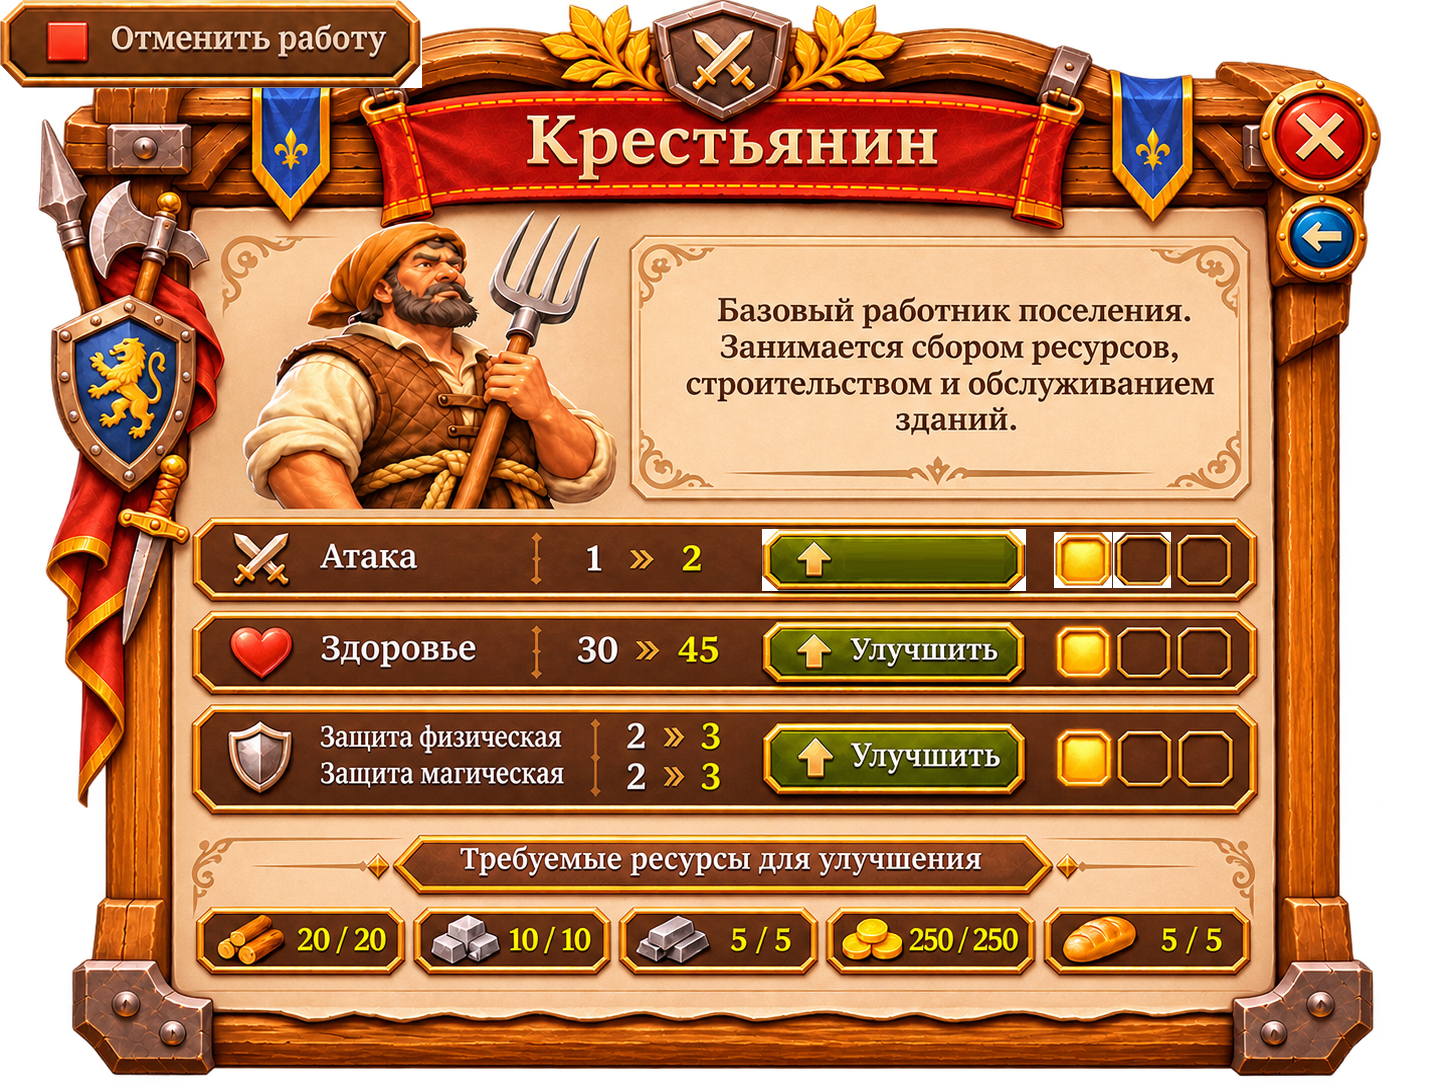 Отменить работу
Крестьянин
Базовый работник поселения.
Занимается сбором ресурсов,
строительством и обслуживанием
зданий.
Атака 1 » 2
Здоровье 30 » 45 Улучшить
Защита физическая 2 » 3
Защита магическая 2 » 3
Улучшить
Требуемые ресурсы для улучшения
20 / 20 10 / 10 5 / 5 250 / 250 5 / 5